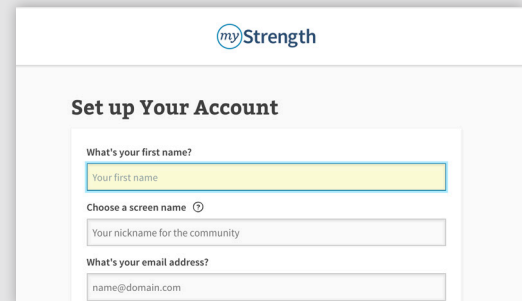 myStrength
Set up Your Account
What's your first name?
Your first name
Choose a screen name ?
Your nickname for the community
What's your email address?
name@domain.com